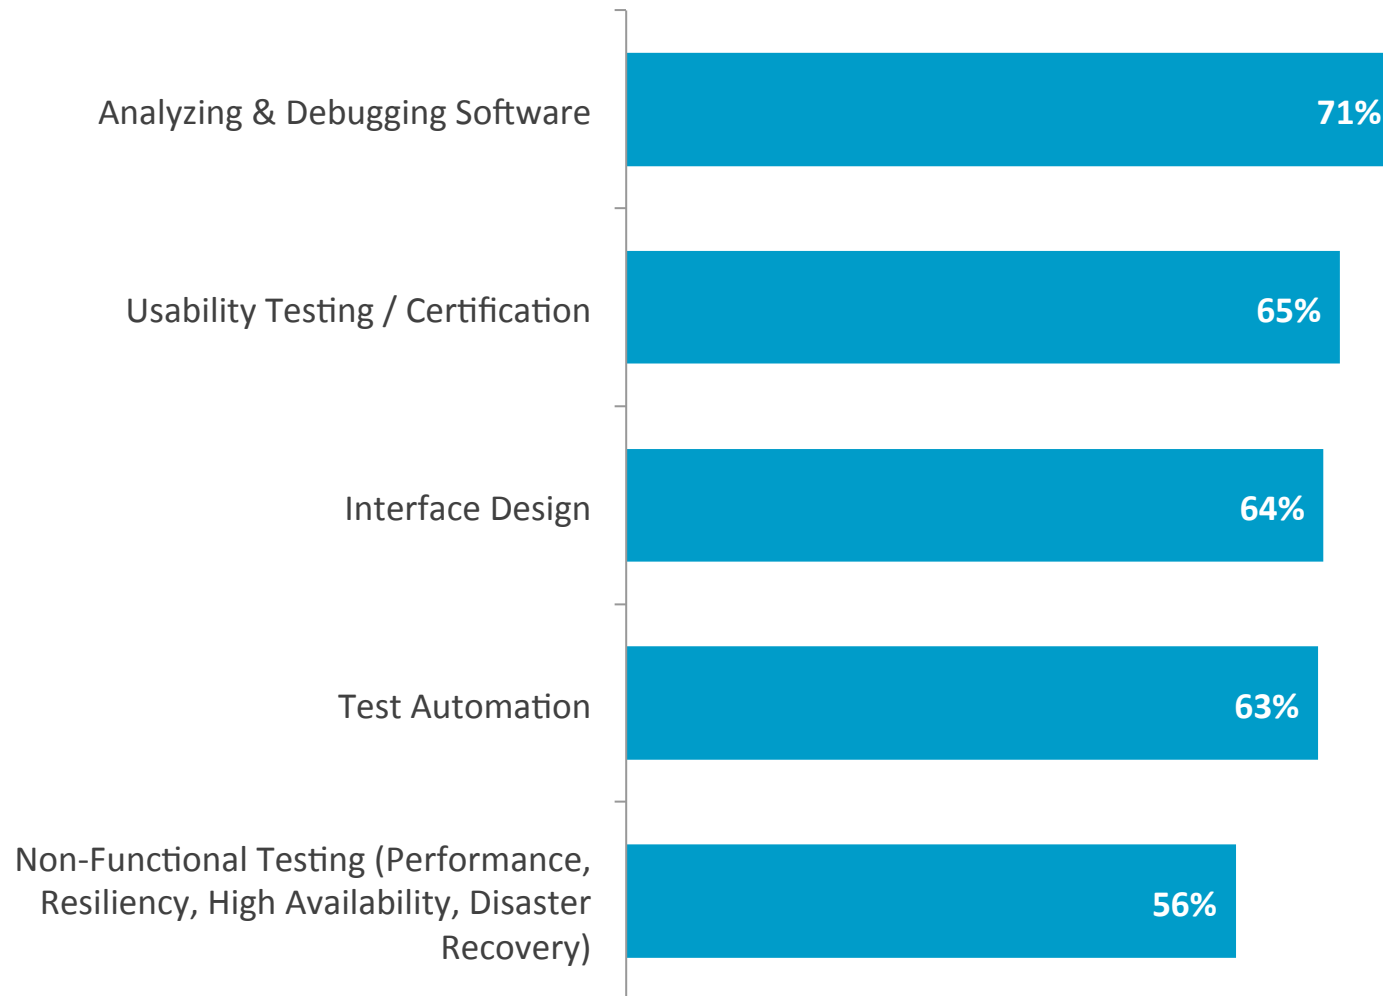 Analyzing & Debugging Software
71%
Usability Testing / Certification
65%
Interface Design
64%
Test Automation
63%
Non-Functional Testing (Performance,
Resiliency, High Availability, Disaster
Recovery)
56%